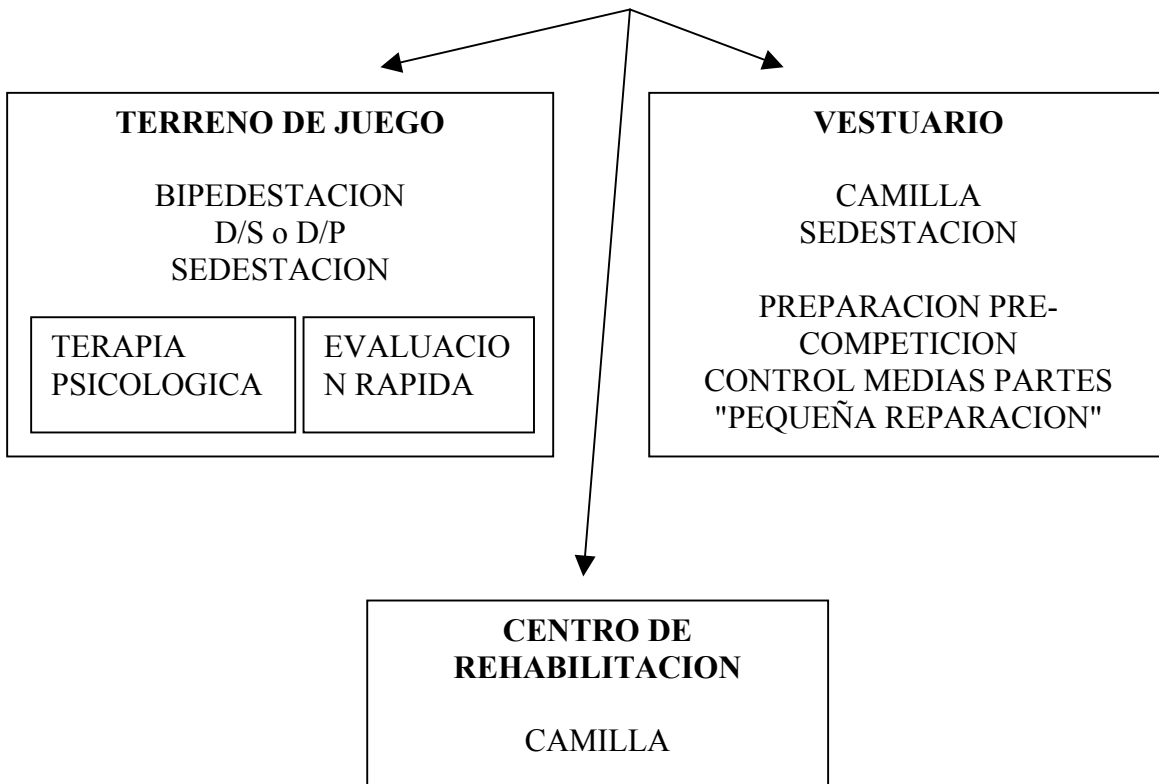 TERRENO DE JUEGO
BIPEDESTACION
D/S o D/P
SEDESTACION
TERAPIA
PSICOLOGICA
EVALUACIO
N RAPIDA
VESTUARIO
CAMILLA
SEDESTACION
PREPARACION PRE-
COMPETICION
CONTROL MEDIAS PARTES
"PEQUEÑA REPARACION"
CENTRO DE
REHABILITACION
CAMILLA